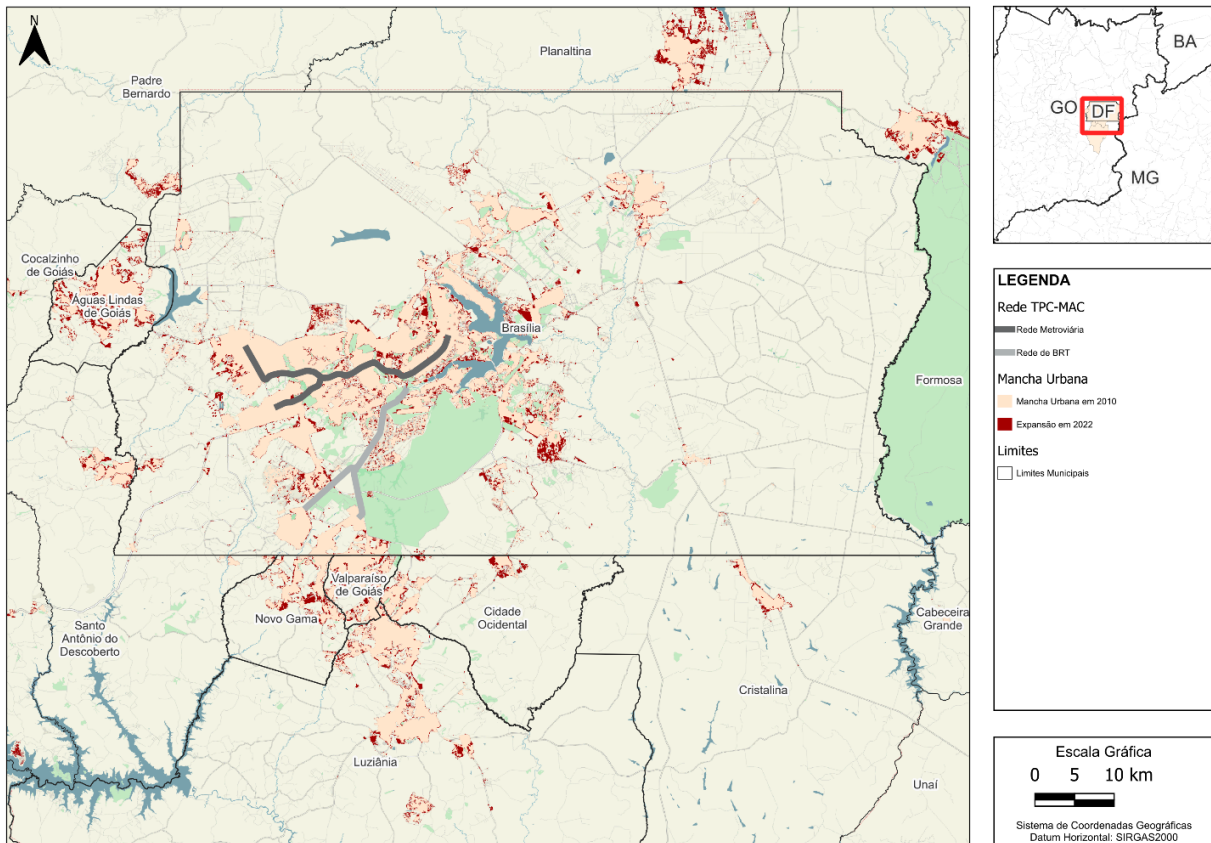 N
Planaltina
Padre
Bernardo
Cocalzinho
de Goiás
Águas Lindas
de Goiás
Brasília
Formosa
Valparaíso
de Goiás
Novo Gama
Cidade
Ocidental
Santo
Antônio do
Descoberto
Cabeceira
Grande
Cristalina
Luziânia
Unaí
BA
GO
DF
MG
LEGENDA
Rede TPC-MAC
Rede Metroviária
Rede de BRT
Mancha Urbana
Mancha Urbana em 2010
Expansão em 2022
Limites
Limites Municipais
Escala Gráfica
0 5 10 km
Sistema de Coordenadas Geográficas
Datum Horizontal: SIRGAS2000